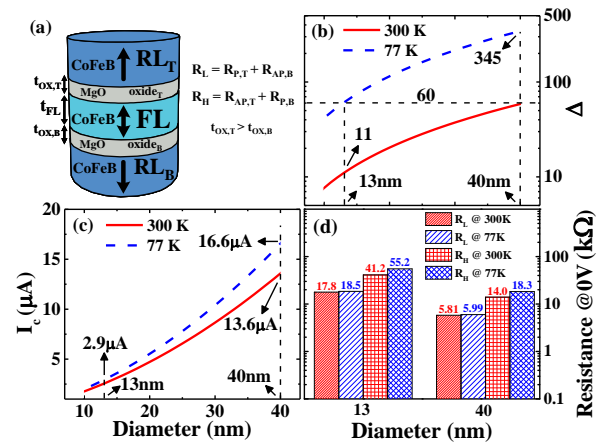 (a)
CoFeB RL_T
t_OX,T
MgO oxide_T
t_FL
CoFeB FL
t_OX,B
MgO oxide_B
CoFeB RL_B
R_L = R_P,T + R_AP,B
R_H = R_AP,T + R_P,B
t_OX,T > t_OX,B
(b)
300 K
77 K
500
100
10
Δ
345
60
11
13nm
40nm
(c)
300 K
77 K
20
15
10
5
I_c (μA)
16.6μA
13.6μA
2.9μA
13nm
40nm
10 20 30 40
Diameter (nm)
(d)
R_L @ 300K
R_L @ 77K
R_H @ 300K
R_H @ 77K
17.8 18.5 41.2 55.2
5.81 5.99 14.0 18.3
1000
100
10
1
0.1
Resistance @0V (kΩ)
13 40
Diameter (nm)